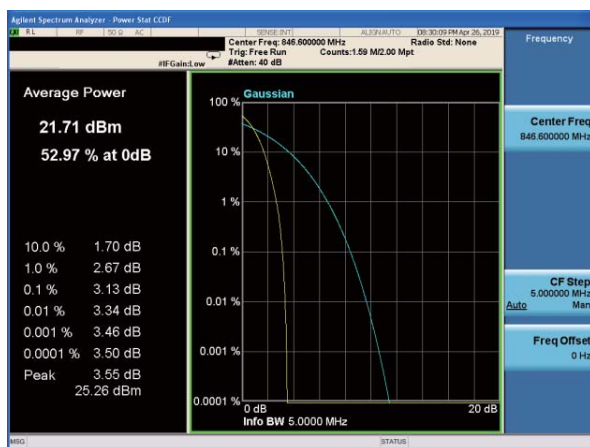 Agilent Spectrum Analyzer - Power Stat CCDF
RL RF 50 Ω AC SENSE:INT ALIGNAUTO 08:30:09 PM Apr 26, 2019
Center Freq: 846.600000 MHz Radio Std: None
Trig: Free Run Counts:1.59 M/2.00 Mpt
#IFGain:Low #Atten: 40 dB
Frequency
Average Power
21.71 dBm
52.97 % at 0dB
10.0 % 1.70 dB
1.0 % 2.67 dB
0.1 % 3.13 dB
0.01 % 3.34 dB
0.001 % 3.46 dB
0.0001 % 3.50 dB
Peak 3.55 dB
25.26 dBm
Gaussian
100 %
10 %
1 %
0.1 %
0.01 %
0.001 %
0.0001 %
0 dB 20 dB
Info BW 5.0000 MHz
Center Freq
846.600000 MHz
CF Step
5.000000 MHz
Auto Man
Freq Offset
0 Hz
MSG STATUS